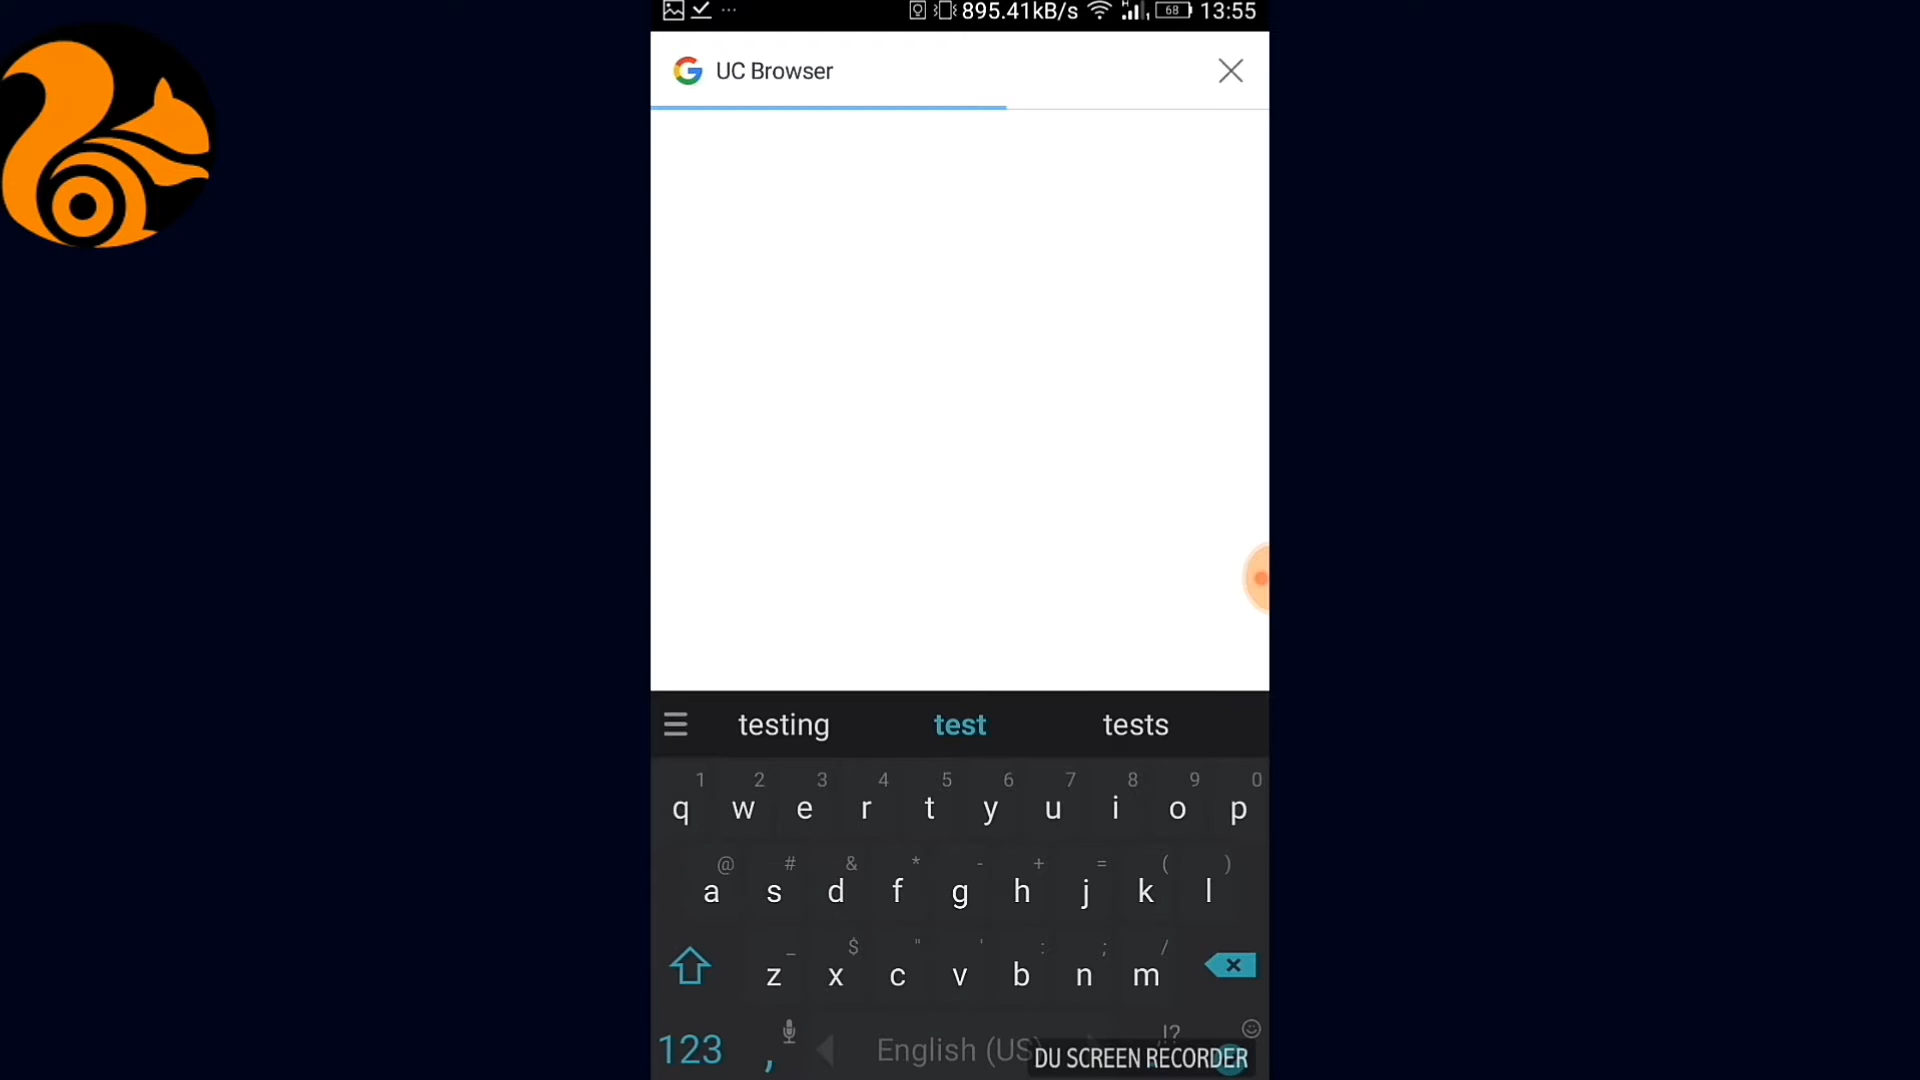 895.41kB/s 68 13:55
UC Browser
testing test tests
1 2 3 4 5 6 7 8 9 0
q w e r t y u i o p
@ # & * - + = ( )
a s d f g h j k l
_ $ " ' : ; /
z x c v b n m
!?
123 , English (US)
DU SCREEN RECORDER